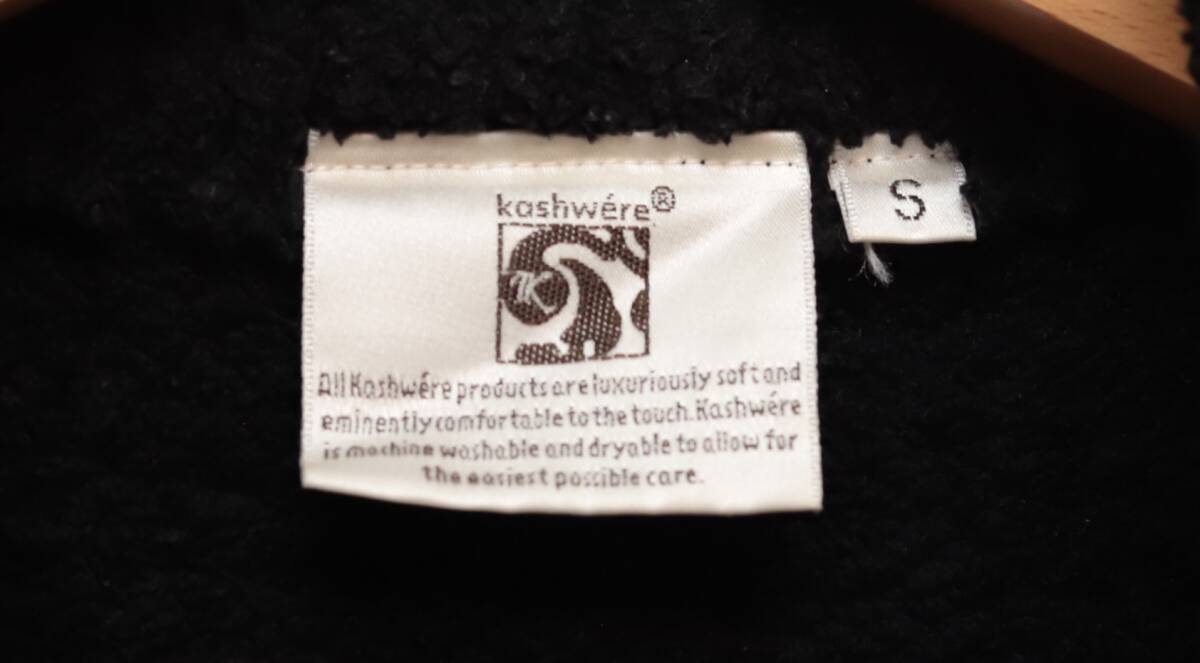 kashwére®
S
K
All Kashwére products are luxuriously soft and
eminently comfortable to the touch. Kashwére
is machine washable and dryable to allow for
the easiest possible care.